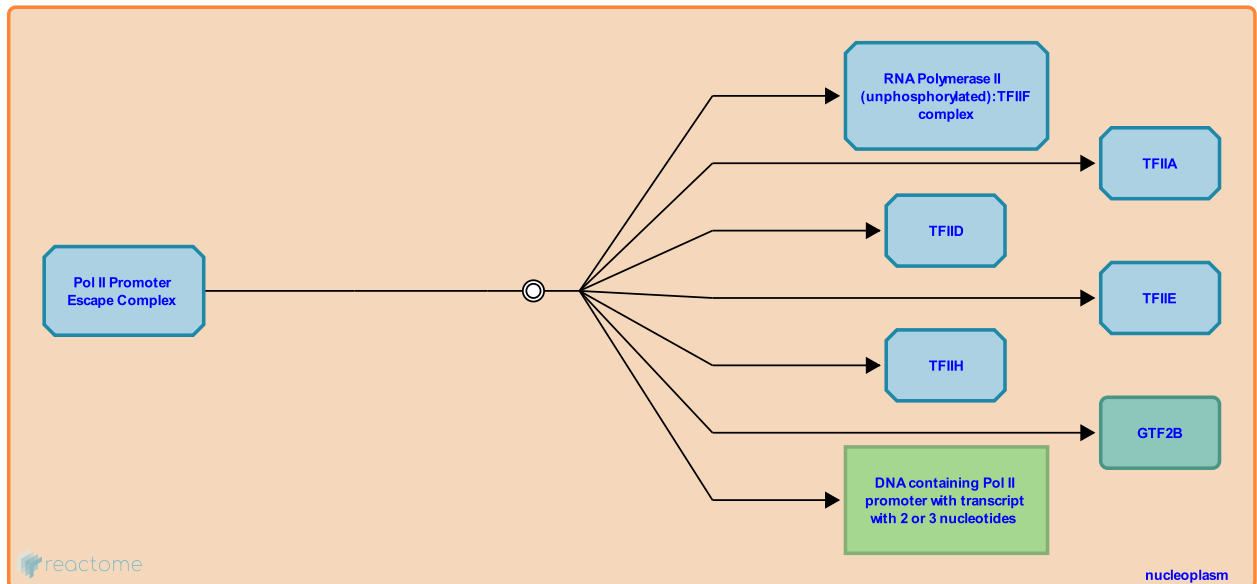 RNA Polymerase II
(unphosphorylated):TFIIF
complex
TFIIA
TFIID
Pol II Promoter
Escape Complex
TFIIE
TFIIH
GTF2B
DNA containing Pol II
promoter with transcript
with 2 or 3 nucleotides
reactome
nucleoplasm